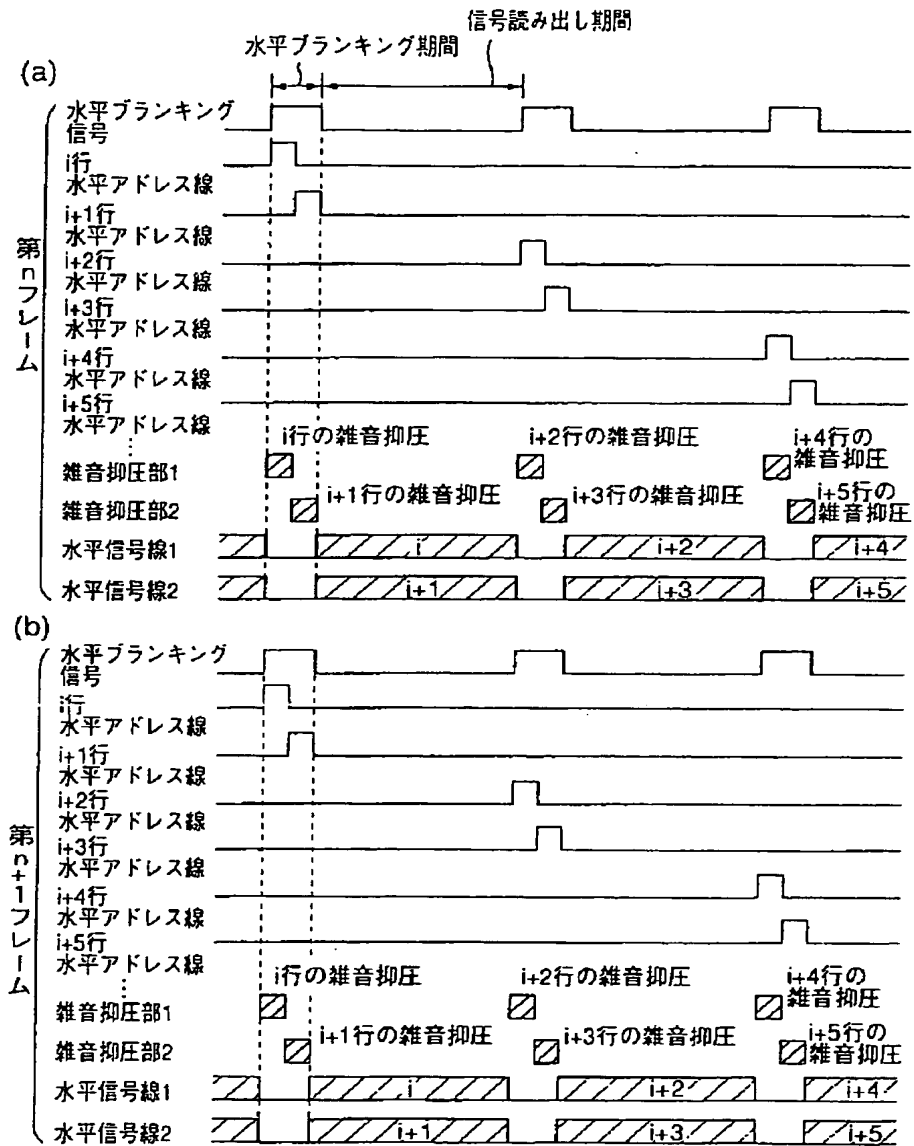 信号読み出し期間
水平ブランキング期間
(a)
第nフレーム
水平ブランキング
信号
i行
水平アドレス線
i+1行
水平アドレス線
i+2行
水平アドレス線
i+3行
水平アドレス線
i+4行
水平アドレス線
i+5行
水平アドレス線
⋮
i行の雑音抑圧
i+2行の雑音抑圧
i+4行の
雑音抑圧
雑音抑圧部1
i+1行の雑音抑圧
i+3行の雑音抑圧
i+5行の
雑音抑圧
雑音抑圧部2
水平信号線1
i
i+2
i+4
水平信号線2
i+1
i+3
i+5
(b)
第n+1フレーム
水平ブランキング
信号
i行
水平アドレス線
i+1行
水平アドレス線
i+2行
水平アドレス線
i+3行
水平アドレス線
i+4行
水平アドレス線
i+5行
水平アドレス線
⋮
i行の雑音抑圧
i+2行の雑音抑圧
i+4行の
雑音抑圧
雑音抑圧部1
i+1行の雑音抑圧
i+3行の雑音抑圧
i+5行の
雑音抑圧
雑音抑圧部2
水平信号線1
i
i+2
i+4
水平信号線2
i+1
i+3
i+5